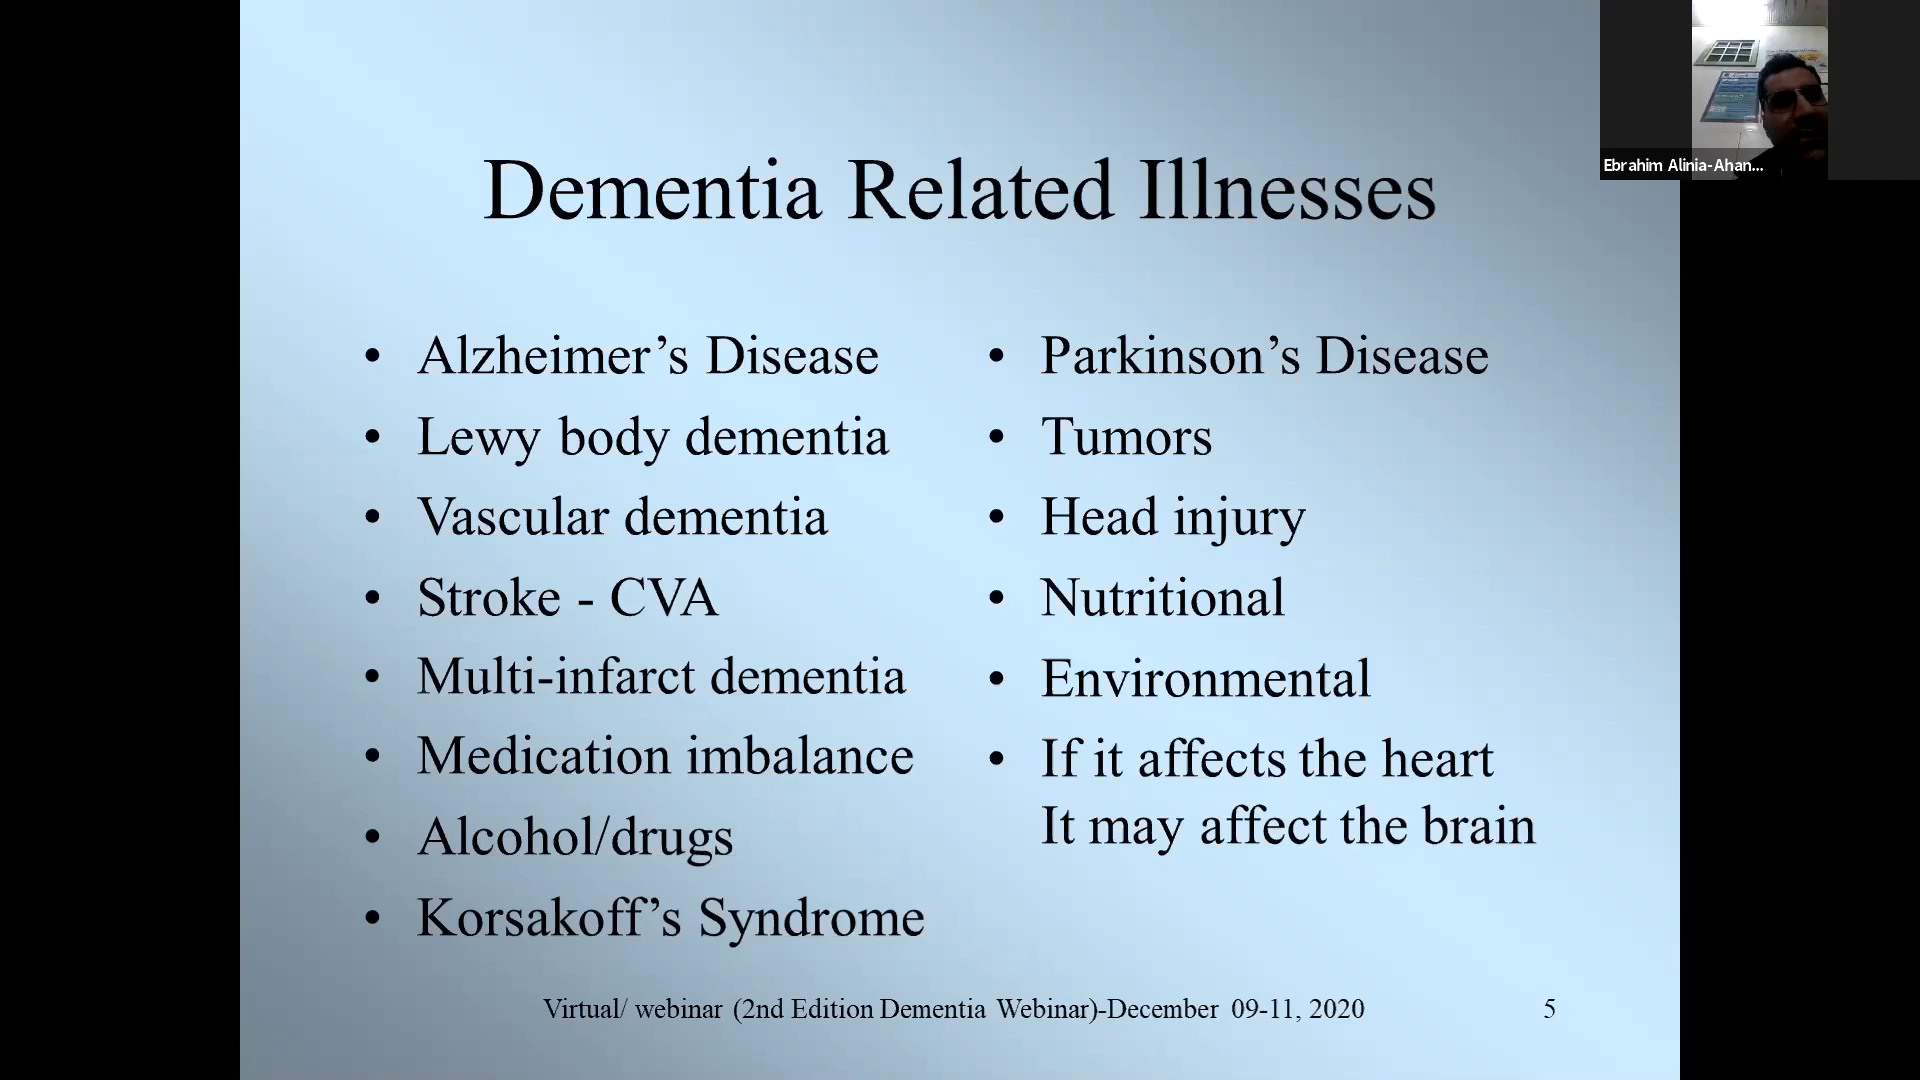 Dementia Related Illnesses
• Alzheimer’s Disease
• Lewy body dementia
• Vascular dementia
• Stroke - CVA
• Multi-infarct dementia
• Medication imbalance
• Alcohol/drugs
• Korsakoff’s Syndrome
• Parkinson’s Disease
• Tumors
• Head injury
• Nutritional
• Environmental
• If it affects the heart
It may affect the brain
Virtual/ webinar (2nd Edition Dementia Webinar)-December 09-11, 2020
5
Ebrahim Alinia-Ahan...